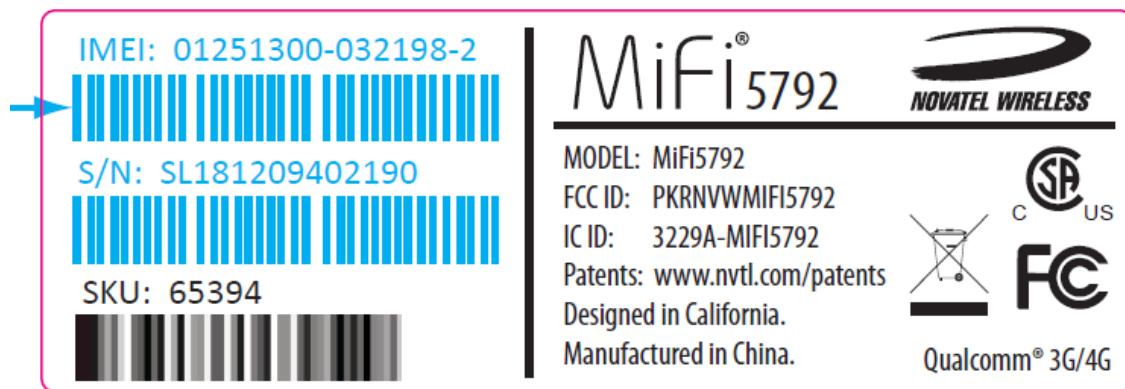 IMEI: 01251300-032198-2
S/N: SL181209402190
SKU: 65394
MiFi® 5792
NOVATEL WIRELESS
MODEL: MiFi5792
FCC ID: PKRNVWMIFI5792
IC ID: 3229A-MIFI5792
Patents: www.nvtl.com/patents
Designed in California.
Manufactured in China.
C SA US
FC
Qualcomm® 3G/4G